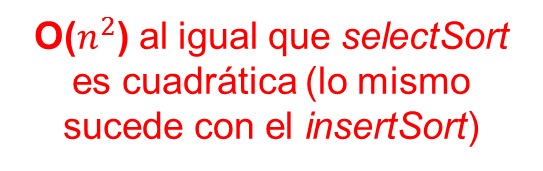 O(n²) al igual que selectSort
es cuadrática (lo mismo
sucede con el insertSort)